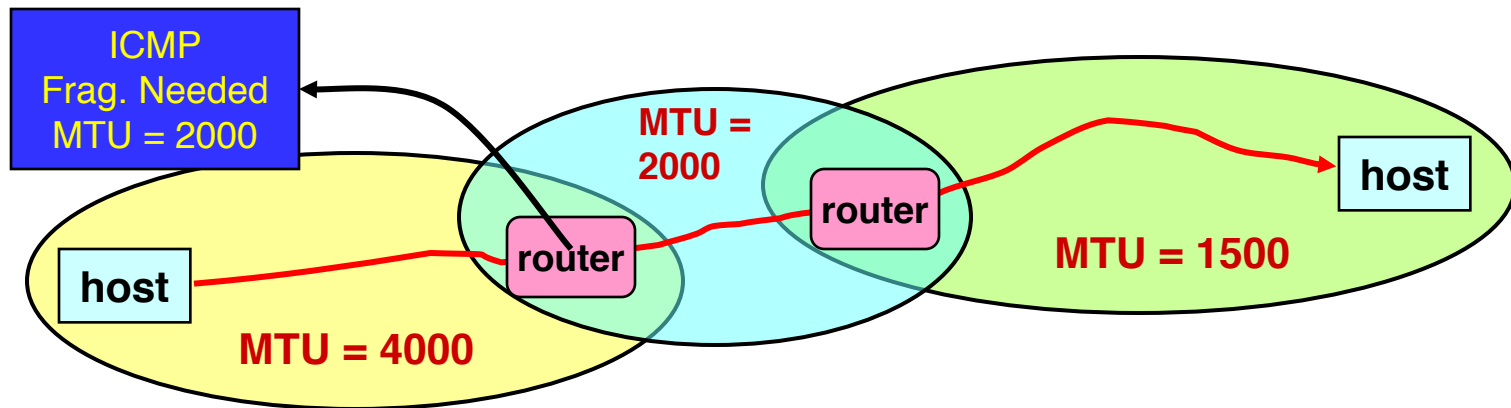 ICMP
Frag. Needed
MTU = 2000
MTU =
2000
router
host
router
host
MTU = 1500
MTU = 4000